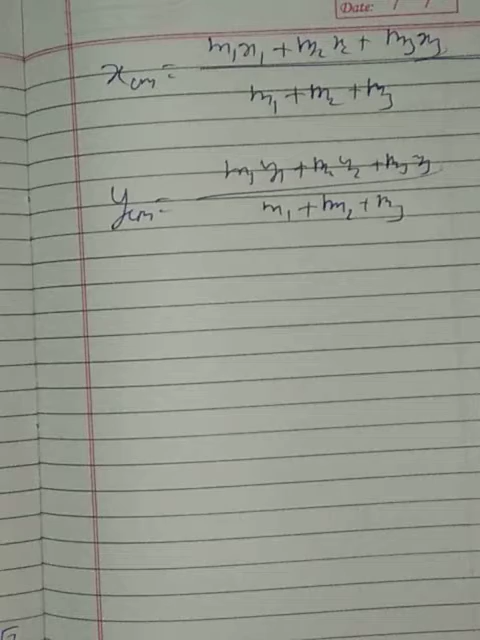 Date:
x_cm = (m₁x₁ + m₂x₂ + m₃x₃) / (m₁ + m₂ + m₃)
y_cm = (m₁y₁ + m₂y₂ + m₃y₃) / (m₁ + m₂ + m₃)